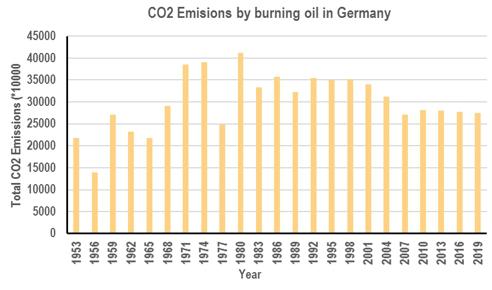 CO2 Emisions by burning oil in Germany
Total CO2 Emissions (*10000
45000
40000
35000
30000
25000
20000
15000
10000
5000
0
1953 1956 1959 1962 1965 1968 1971 1974 1977 1980 1983 1986 1989 1992 1995 1998 2001 2004 2007 2010 2013 2016 2019
Year